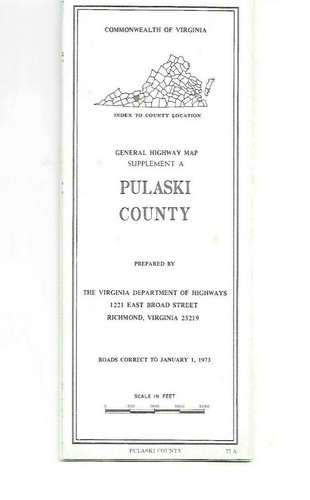 COMMONWEALTH OF VIRGINIA
INDEX TO COUNTY LOCATION
GENERAL HIGHWAY MAP
SUPPLEMENT A
PULASKI
COUNTY
PREPARED BY
THE VIRGINIA DEPARTMENT OF HIGHWAYS
1221 EAST BROAD STREET
RICHMOND, VIRGINIA 23219
ROADS CORRECT TO JANUARY 1, 1973
SCALE IN FEET
0
PULASKI COUNTY 77 A